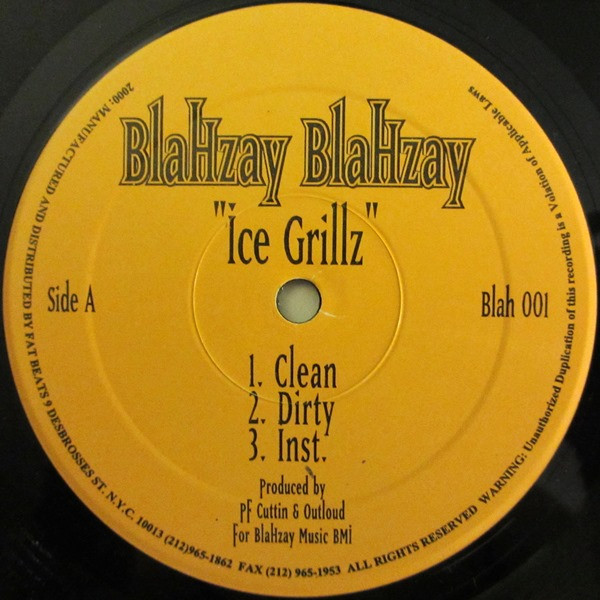 BlaHzay BlaHzay
"Ice Grillz"
Side A
Blah 001
1. Clean
2. Dirty
3. Inst.
Produced by
PF Cuttin & Outloud
For BlaHzay Music BMI
2000: MANUFACTURED AND DISTRIBUTED BY FAT BEATS 9 DESBROSSES ST. N.Y.C. 10013 (212)965-1862 FAX (212) 965-1953 ALL RIGHTS RESERVED WARNING: Unauthorized Duplication of this recording is a Volation of Applicable Laws